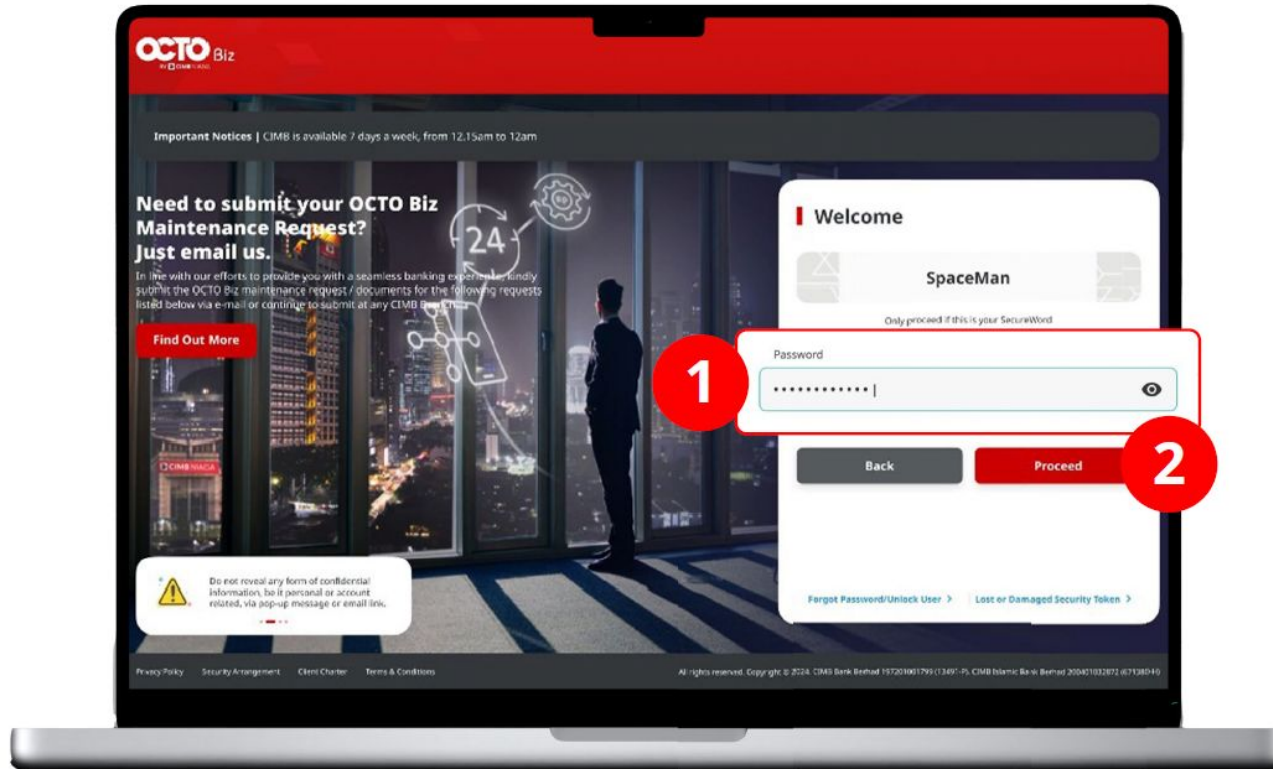 OCTO Biz
BY CIMB NIAGA
Important Notices | CIMB is available 7 days a week, from 12.15am to 12am
Need to submit your OCTO Biz
Maintenance Request?
Just email us.
In line with our efforts to provide you with a seamless banking experience, kindly
submit the OCTO Biz maintenance request / documents for the following requests
listed below via e-mail or continue to submit at any CIMB
Find Out More
24
CIMB NIAGA
Do not reveal any form of confidential
information, be it personal or account
related, via pop-up message or email link.
Welcome
SpaceMan
Only proceed if this is your SecureWord
Password
1
Back
Proceed
2
Forgot Password/Unlock User >
Lost or Damaged Security Token >
Privacy Policy
Security Arrangement
Client Charter
Terms & Conditions
All rights reserved. Copyright © 2024. CIMB Bank Berhad 197201001799 (13491-P). CIMB Islamic Bank Berhad 200401032872 (671380-H)